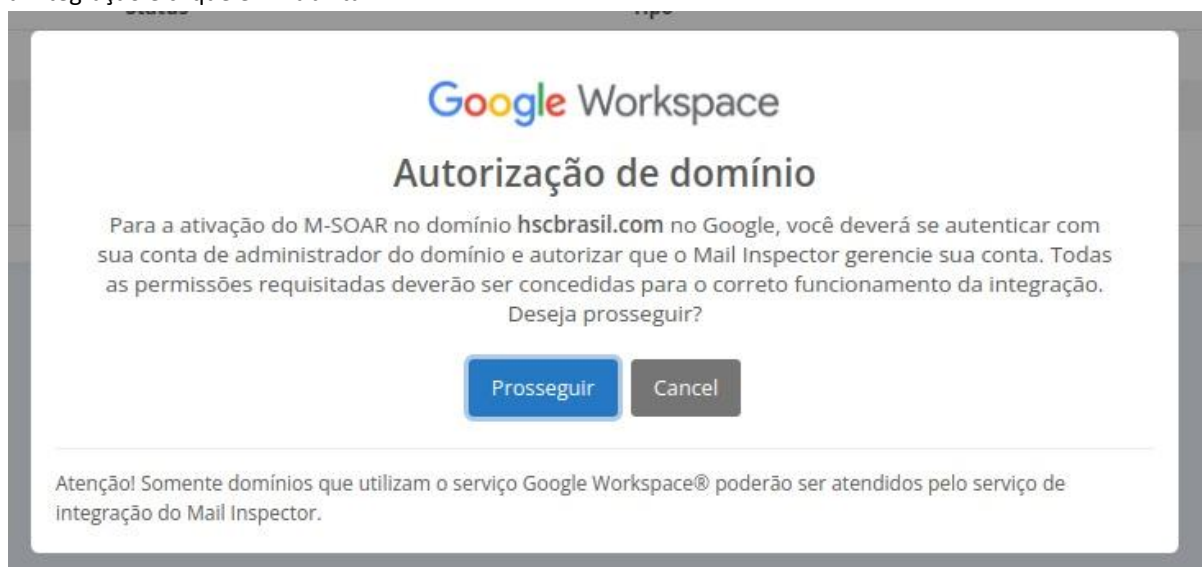 Google Workspace
Autorização de domínio
Para a ativação do M-SOAR no domínio hscbrasil.com no Google, você deverá se autenticar com
sua conta de administrador do domínio e autorizar que o Mail Inspector gerencie sua conta. Todas
as permissões requisitadas deverão ser concedidas para o correto funcionamento da integração.
Deseja prosseguir?
Prosseguir Cancel
Atenção! Somente domínios que utilizam o serviço Google Workspace® poderão ser atendidos pelo serviço de
integração do Mail Inspector.